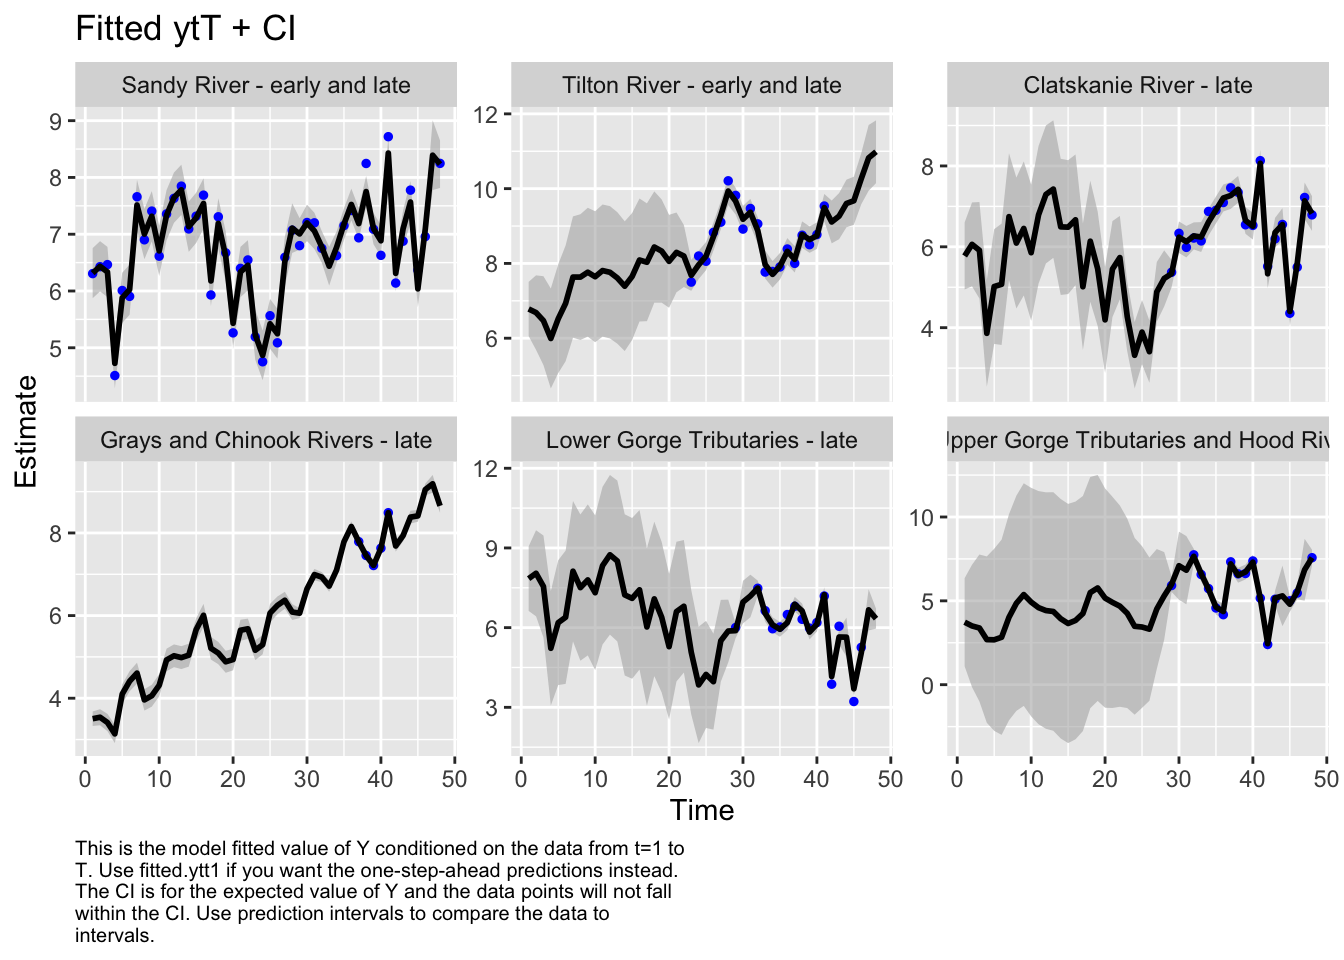 Fitted ytT + CI
Sandy River - early and late
Tilton River - early and late
Clatskanie River - late
9
8
7
6
5
12
10
8
6
8
6
4
Estimate
Grays and Chinook Rivers - late
Lower Gorge Tributaries - late
Upper Gorge Tributaries and Hood Riv
8
6
4
12
9
6
3
10
5
0
0 10 20 30 40 50
0 10 20 30 40 50
0 10 20 30 40 50
Time
This is the model fitted value of Y conditioned on the data from t=1 to
T. Use fitted.ytt1 if you want the one-step-ahead predictions instead.
The CI is for the expected value of Y and the data points will not fall
within the CI. Use prediction intervals to compare the data to
intervals.